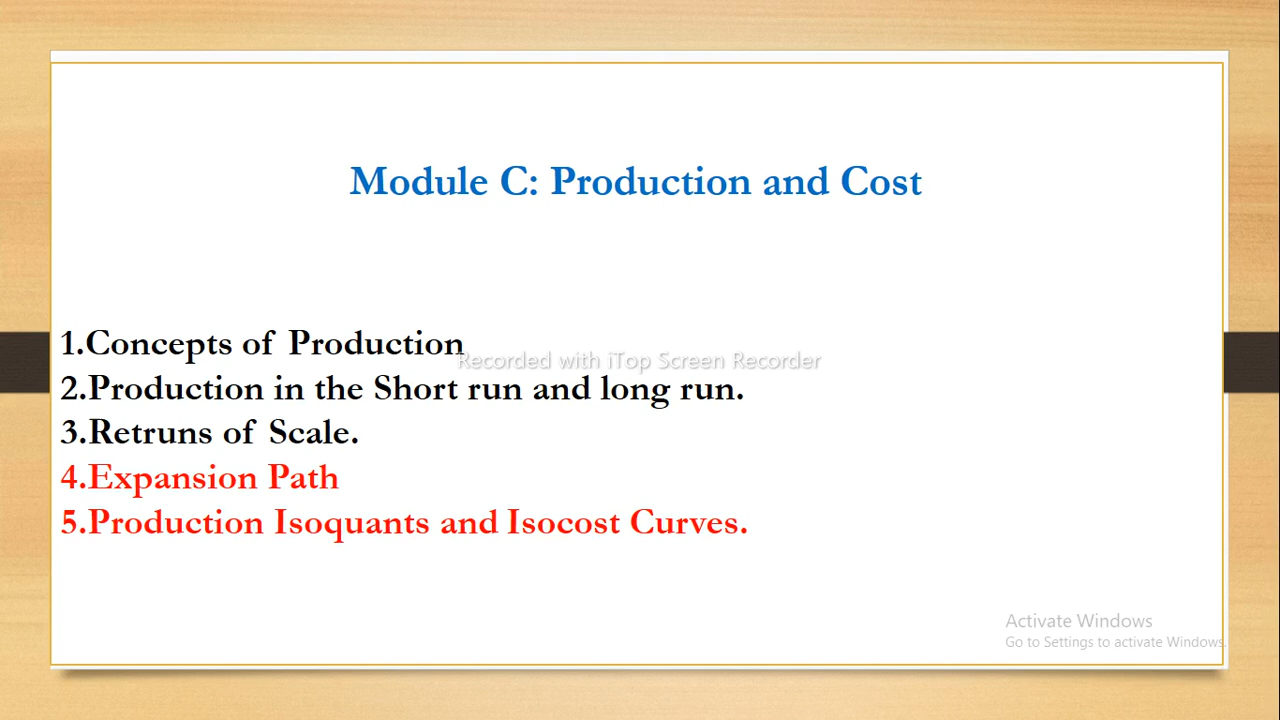 Module C: Production and Cost
1.Concepts of Production
Recorded with iTop Screen Recorder
2.Production in the Short run and long run.
3.Retruns of Scale.
4.Expansion Path
5.Production Isoquants and Isocost Curves.
Activate Windows
Go to Settings to activate Windows.